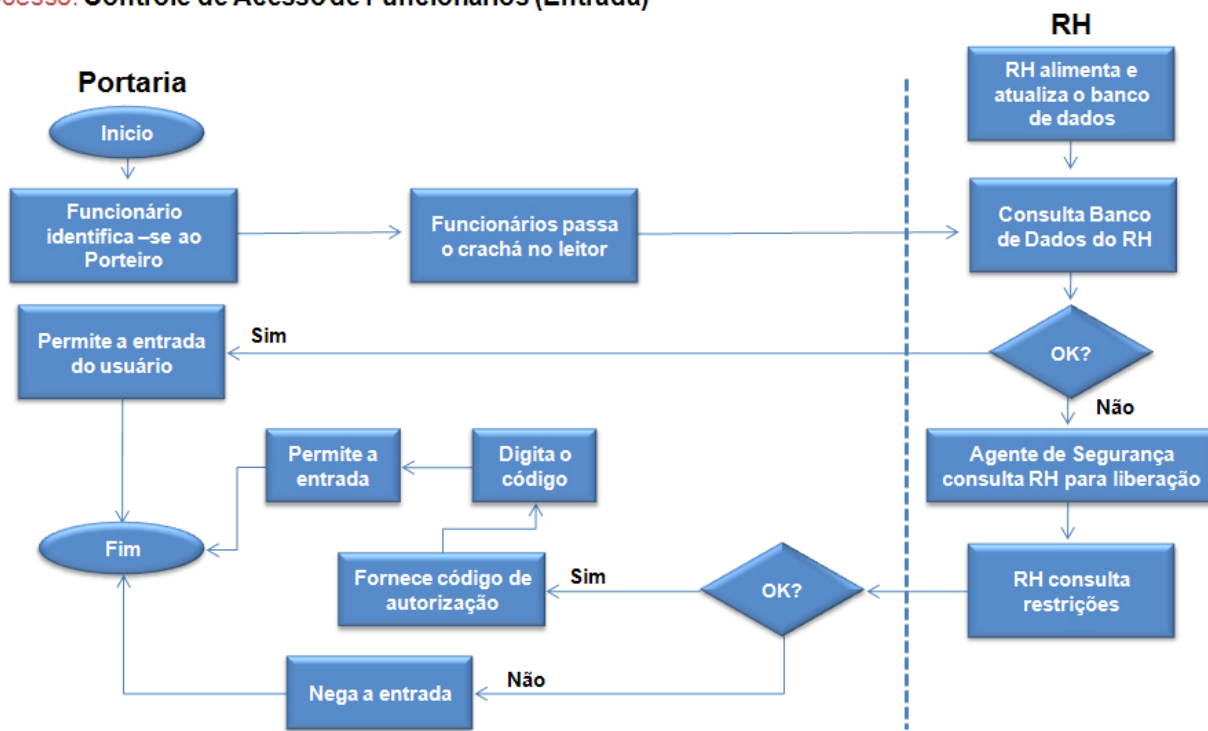 Controle de Acesso de Funcionários (Entrada)
RH
Portaria
RH alimenta e
atualiza o banco
de dados
Inicio
Funcionário
identifica –se ao
Porteiro
Funcionários passa
o crachá no leitor
Consulta Banco
de Dados do RH
Permite a entrada
do usuário
Sim
OK?
Não
Permite a
entrada
Digita o
código
Agente de Segurança
consulta RH para liberação
Fim
Fornece código de
autorização
Sim
OK?
RH consulta
restrições
Nega a entrada
Não